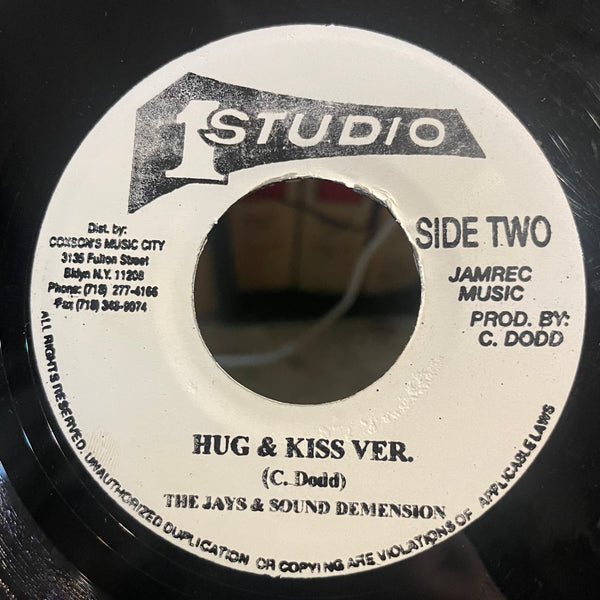 1 STUDIO
Dist. by:
COXSON'S MUSIC CITY
3135 Fulton Street
Bklyn N.Y. 11208
Phone: (718) 277-4166
Fax (718) 348-9974
SIDE TWO
JAMREC
MUSIC
PROD. BY:
C. DODD
HUG & KISS VER.
(C. Dodd)
THE JAYS & SOUND DEMENSION
ALL RIGHTS RESERVED. UNAUTHORIZED DUPLICATION OR COPYING ARE VIOLATIONS OF APPLICABLE LAWS